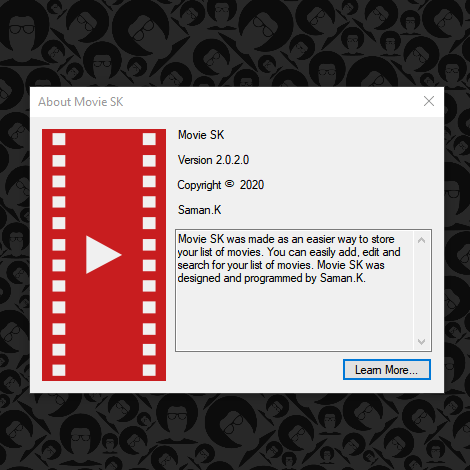 About Movie SK
Movie SK
Version 2.0.2.0
Copyright © 2020
Saman.K
Movie SK was made as an easier way to store
your list of movies. You can easily add, edit and
search for your list of movies. Movie SK was
designed and programmed by Saman.K.
Learn More...